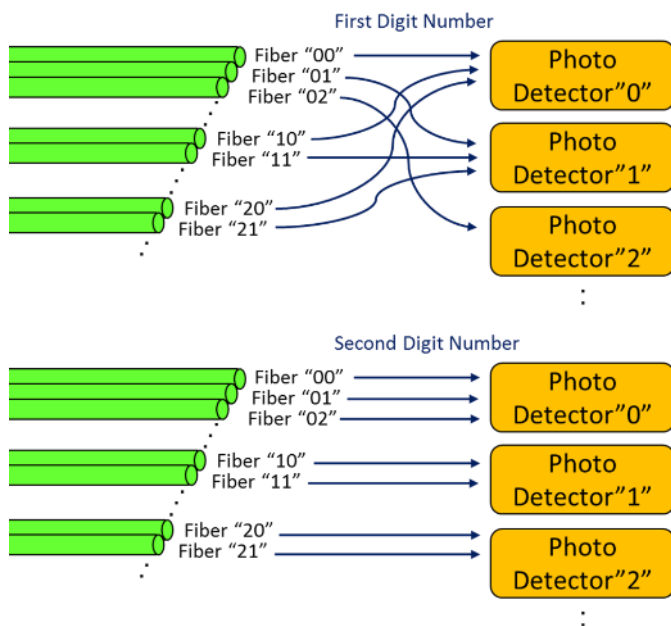 First Digit Number
Fiber “00”
Fiber “01”
Fiber “02”
Fiber “10”
Fiber “11”
Fiber “20”
Fiber “21”
Photo
Detector”0”
Photo
Detector”1”
Photo
Detector”2”
Second Digit Number
Fiber “00”
Fiber “01”
Fiber “02”
Fiber “10”
Fiber “11”
Fiber “20”
Fiber “21”
Photo
Detector”0”
Photo
Detector”1”
Photo
Detector”2”